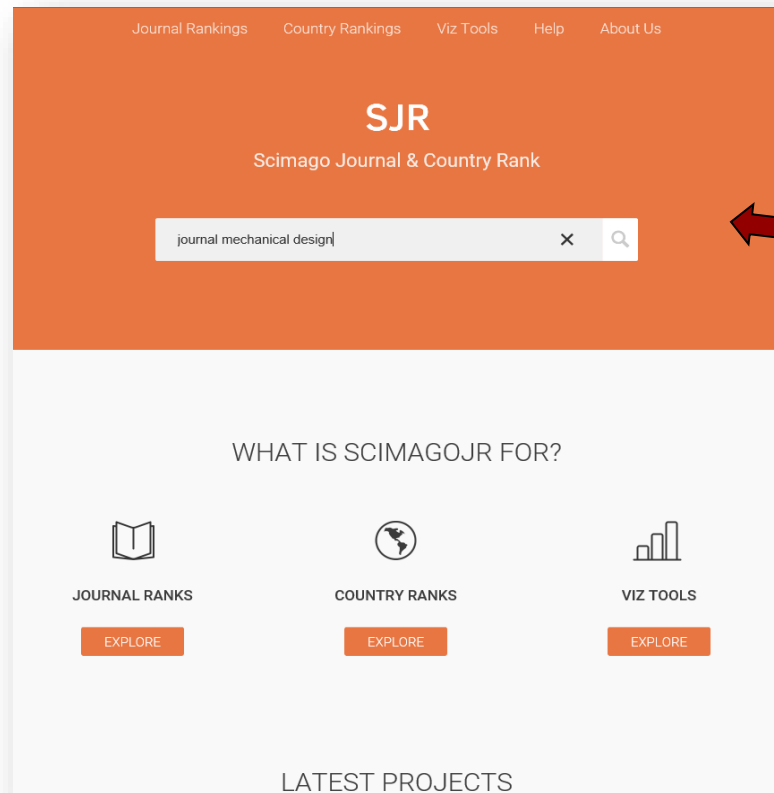 Journal Rankings Country Rankings Viz Tools Help About Us
SJR
Scimago Journal & Country Rank
journal mechanical design
WHAT IS SCIMAGOJR FOR?
JOURNAL RANKS COUNTRY RANKS VIZ TOOLS
EXPLORE EXPLORE EXPLORE
LATEST PROJECTS